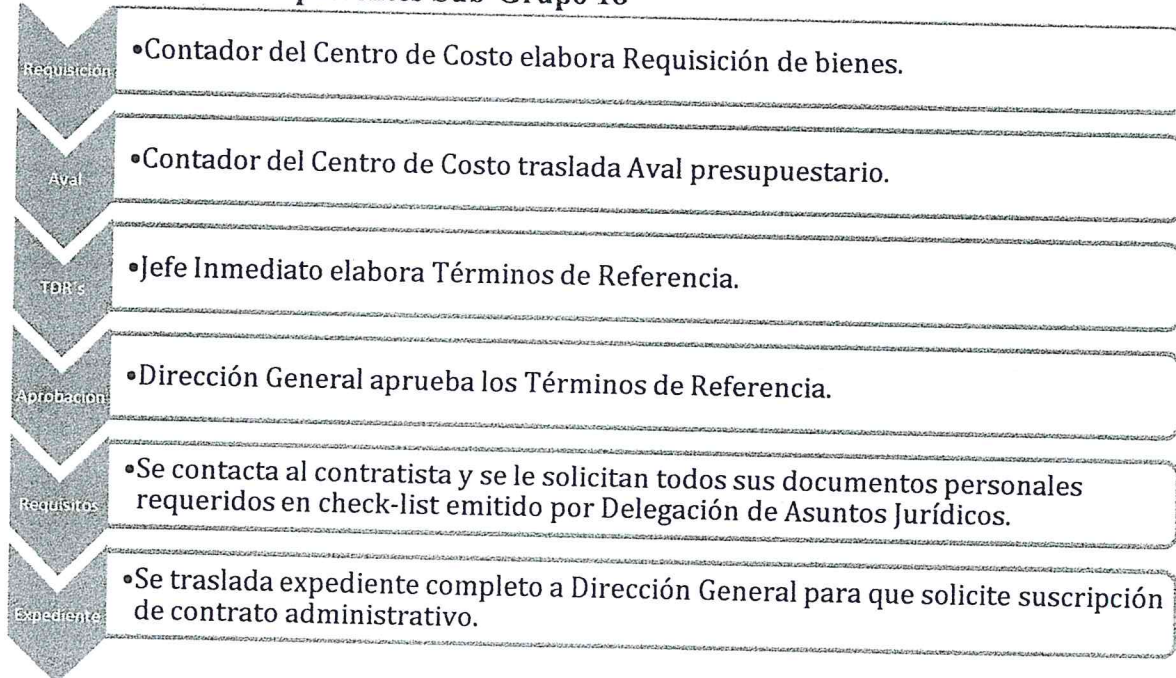 Sub-Grupo 18
Requisición
•Contador del Centro de Costo elabora Requisición de bienes.
Aval
•Contador del Centro de Costo traslada Aval presupuestario.
TDR's
•Jefe Inmediato elabora Términos de Referencia.
Aprobación
•Dirección General aprueba los Términos de Referencia.
Requisitos
•Se contacta al contratista y se le solicitan todos sus documentos personales
requeridos en check-list emitido por Delegación de Asuntos Jurídicos.
Expediente
•Se traslada expediente completo a Dirección General para que solicite suscripción
de contrato administrativo.